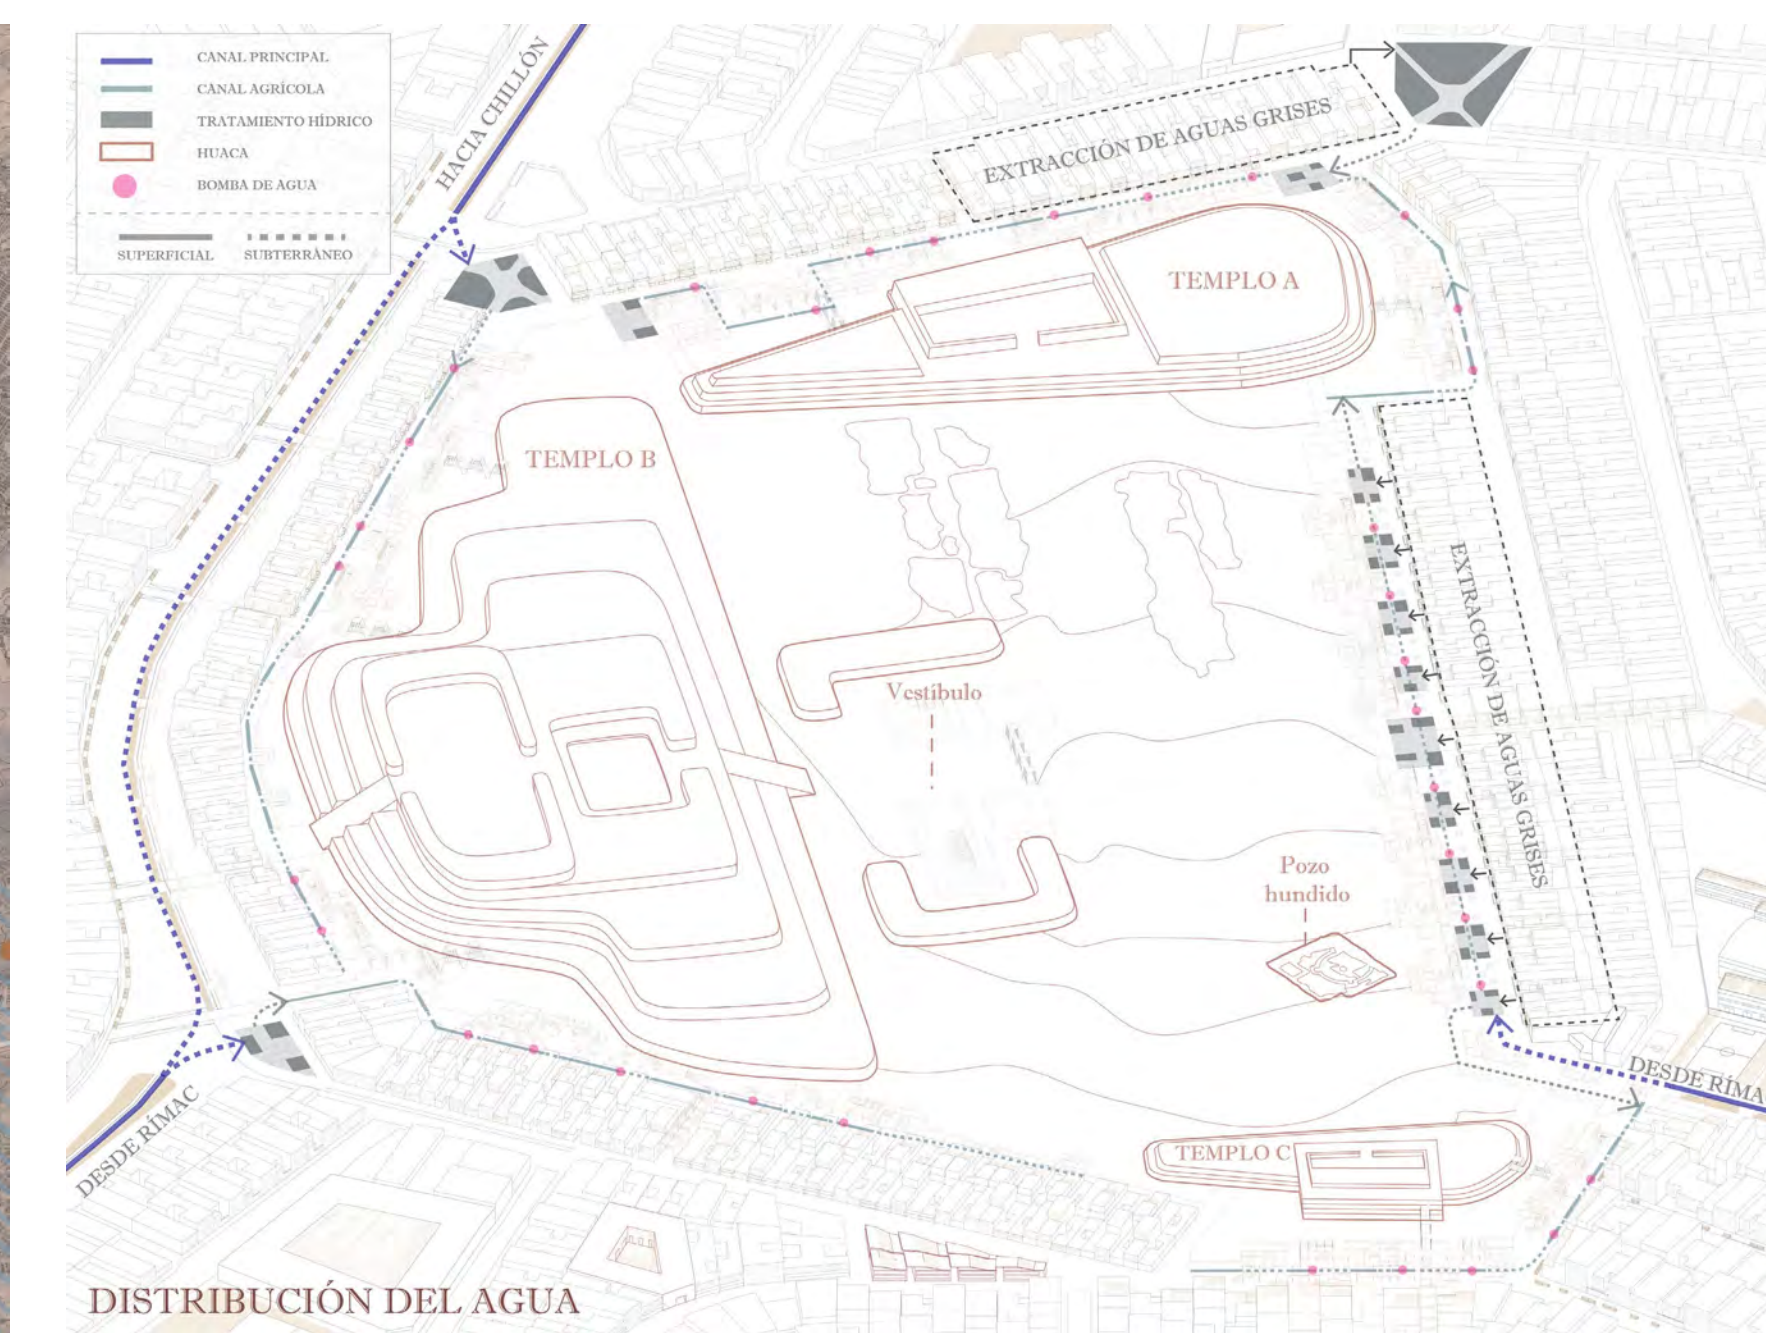 CANAL PRINCIPAL
CANAL AGRÍCOLA
TRATAMIENTO HÍDRICO
HUACA
BOMBA DE AGUA
SUPERFICIAL SUBTERRÁNEO
HACIA CHILLÓN
EXTRACCIÓN DE AGUAS GRISES
TEMPLO A
TEMPLO B
Vestíbulo
EXTRACCIÓN DE AGUAS GRISES
Pozo
hundido
DESDE RÍMAC
DESDE RÍMA
TEMPLO C
DISTRIBUCIÓN DEL AGUA